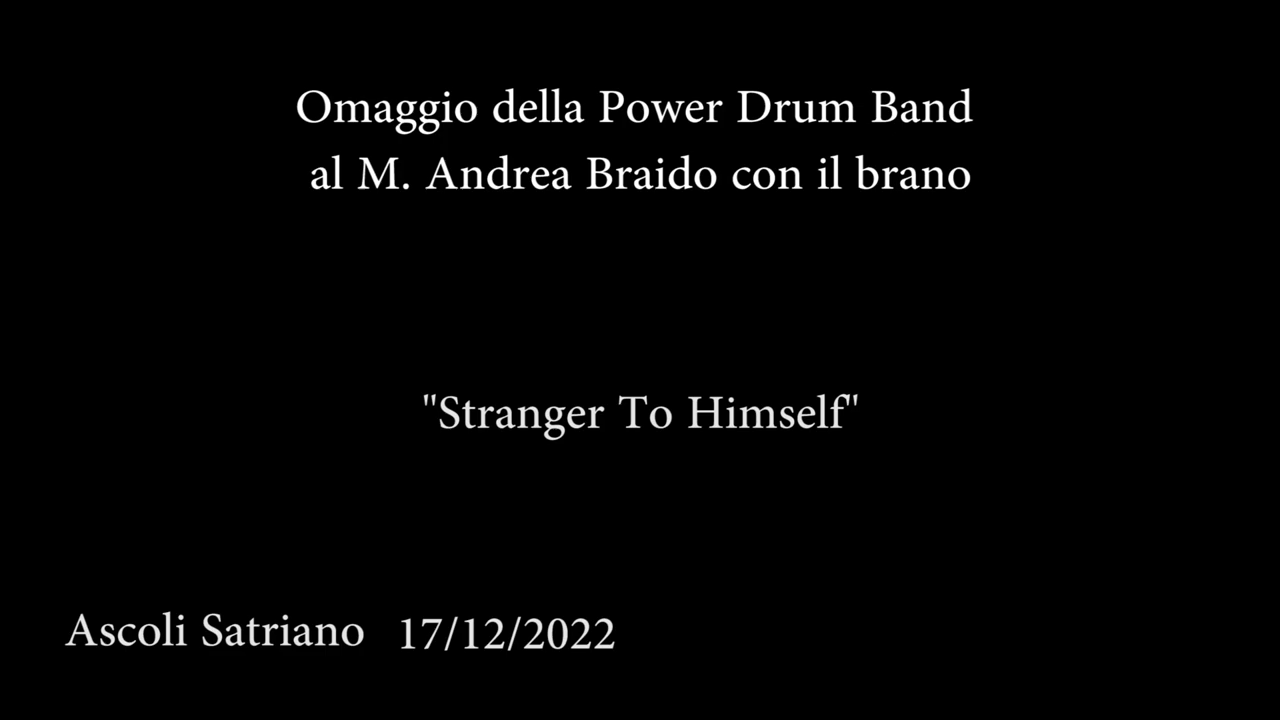 Omaggio della Power Drum Band
al M. Andrea Braido con il brano
"Stranger To Himself"
Ascoli Satriano 17/12/2022